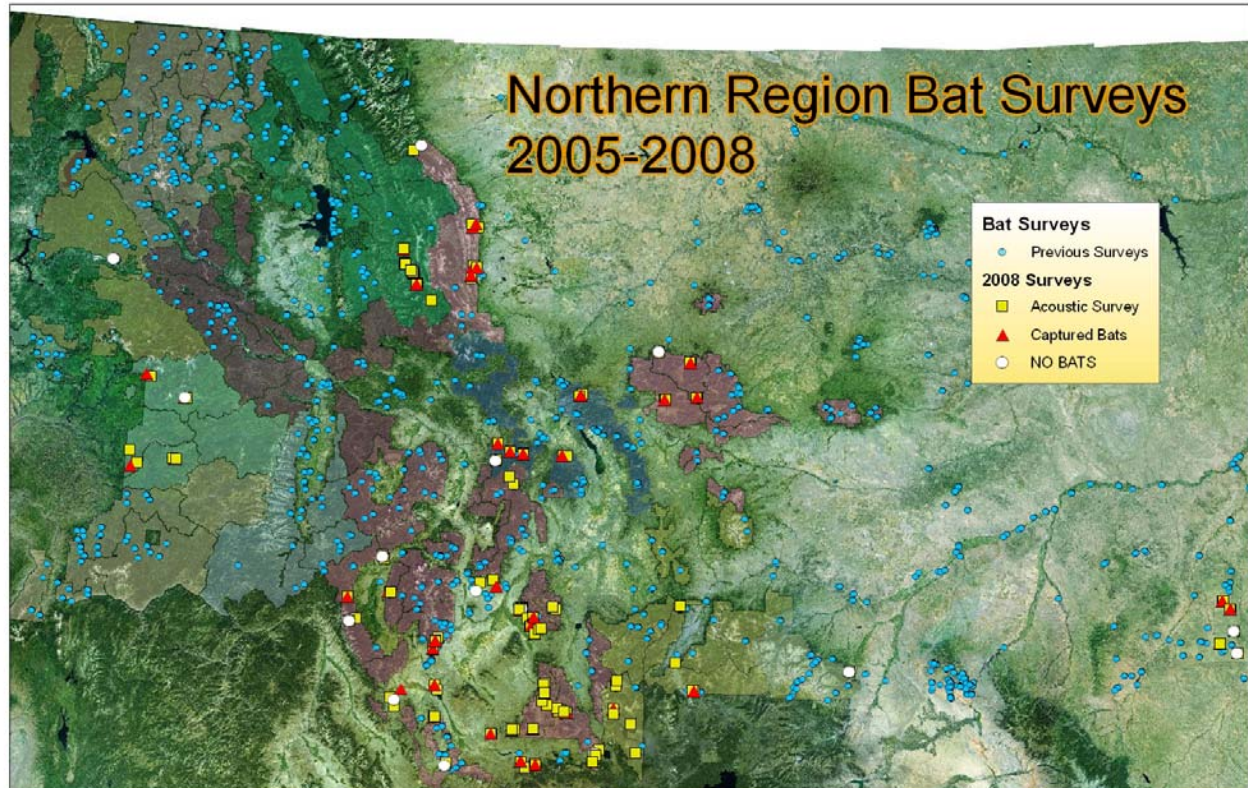 Northern Region Bat Surveys
2005-2008
Bat Surveys
Previous Surveys
2008 Surveys
Acoustic Survey
Captured Bats
NO BATS